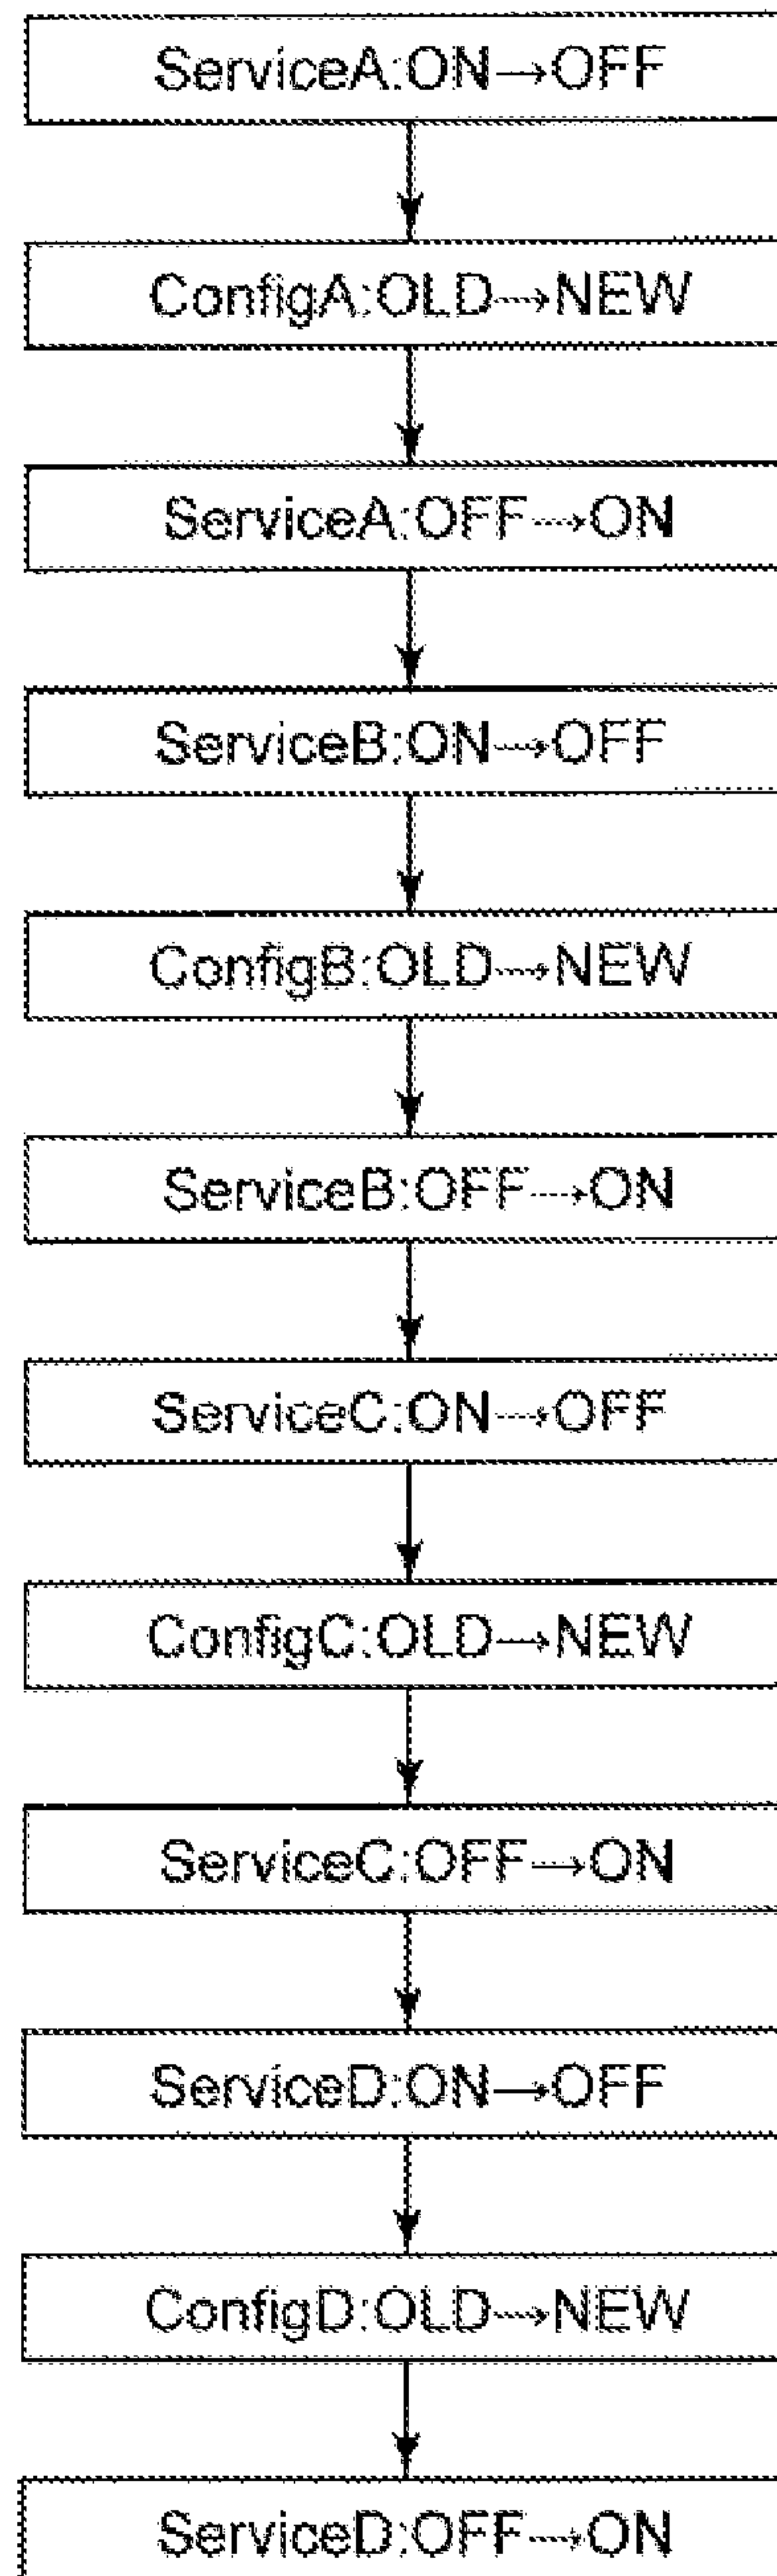 ServiceA:ON→OFF
ConfigA:OLD→NEW
ServiceA:OFF→ON
ServiceB:ON→OFF
ConfigB:OLD→NEW
ServiceB:OFF→ON
ServiceC:ON→OFF
ConfigC:OLD→NEW
ServiceC:OFF→ON
ServiceD:ON→OFF
ConfigD:OLD→NEW
ServiceD:OFF→ON